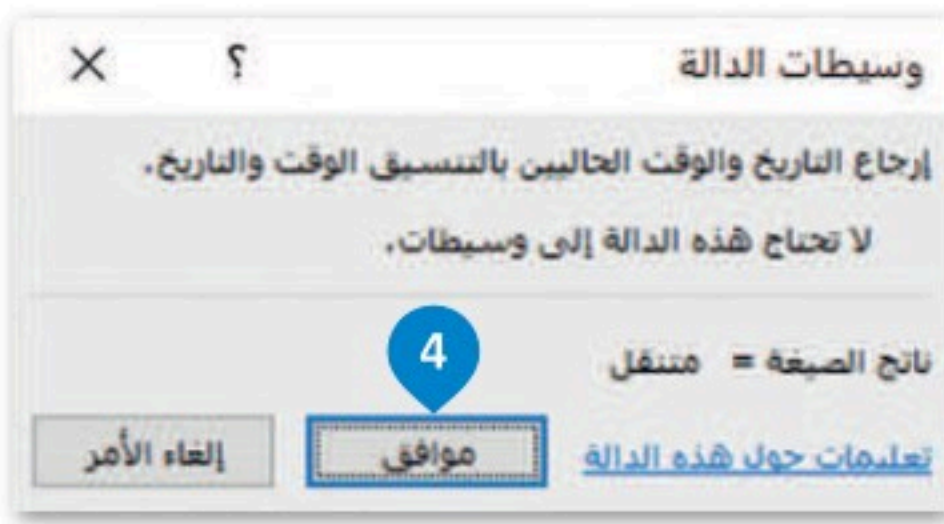 وسيطات الدالة ؟ ×
إرجاع التاريخ والوقت الحاليين بالتنسيق الوقت والتاريخ.
لا تحتاج هذه الدالة إلى وسيطات.
4
ناتج الصيغة = متنقل
تعليمات حول هذه الدالة موافق إلغاء الأمر